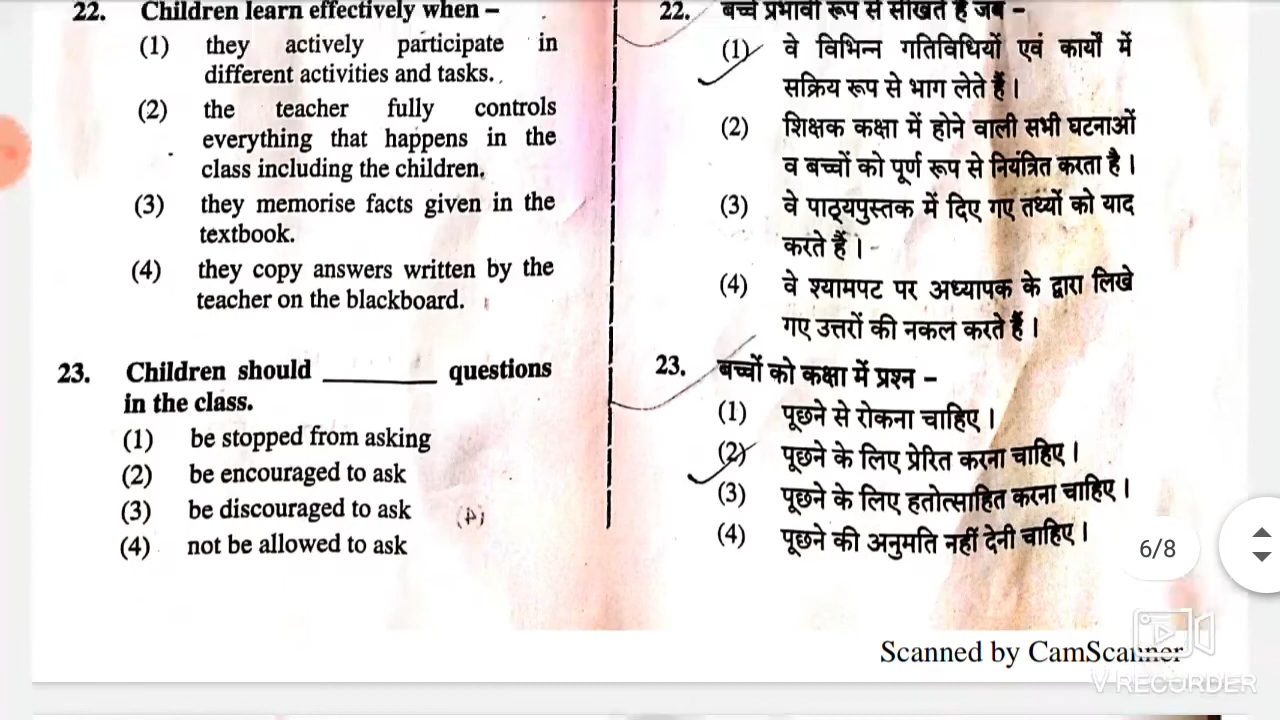 22. Children learn effectively when –
(1) they actively participate in
different activities and tasks.
(2) the teacher fully controls
everything that happens in the
class including the children.
(3) they memorise facts given in the
textbook.
(4) they copy answers written by the
teacher on the blackboard.
23. Children should ________ questions
in the class.
(1) be stopped from asking
(2) be encouraged to ask
(3) be discouraged to ask
(4) not be allowed to ask
22. बच्चे प्रभावी रूप से सीखते हैं जब –
(1) वे विभिन्न गतिविधियों एवं कार्यों में
सक्रिय रूप से भाग लेते हैं।
(2) शिक्षक कक्षा में होने वाली सभी घटनाओं
व बच्चों को पूर्ण रूप से नियंत्रित करता है।
(3) वे पाठ्यपुस्तक में दिए गए तथ्यों को याद
करते हैं।
(4) वे श्यामपट पर अध्यापक के द्वारा लिखे
गए उत्तरों की नकल करते हैं।
23. बच्चों को कक्षा में प्रश्न –
(1) पूछने से रोकना चाहिए।
(2) पूछने के लिए प्रेरित करना चाहिए।
(3) पूछने के लिए हतोत्साहित करना चाहिए।
(4) पूछने की अनुमति नहीं देनी चाहिए।
6/8
Scanned by CamScanner
V RECORDER